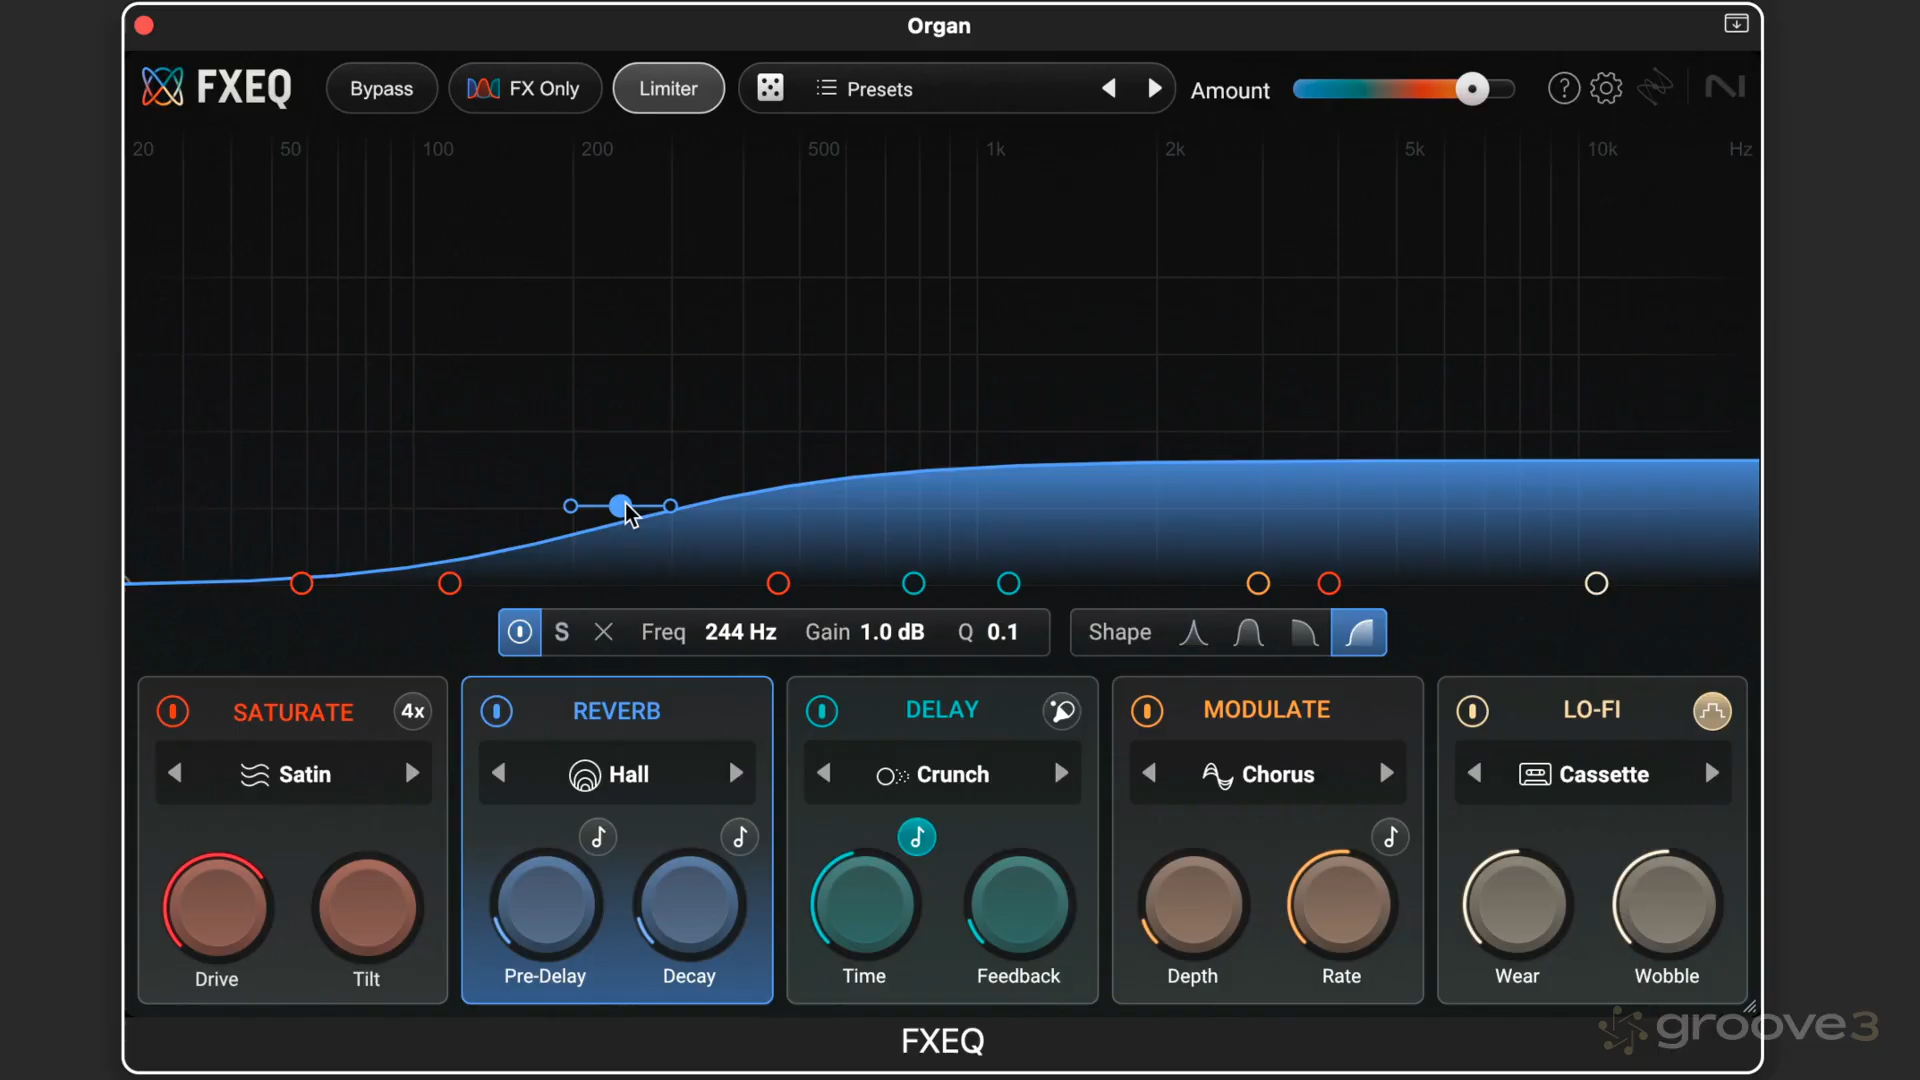 Organ
FXEQ
Bypass
FX Only
Limiter
Presets
Amount
?
20 50 100 200 500 1k 2k 5k 10k Hz
S
Freq 244 Hz Gain 1.0 dB Q 0.1
Shape
SATURATE 4x
REVERB
DELAY
MODULATE
LO-FI
Satin
Hall
Crunch
Chorus
Cassette
Drive Tilt
Pre-Delay Decay
Time Feedback
Depth Rate
Wear Wobble
FXEQ
groove3